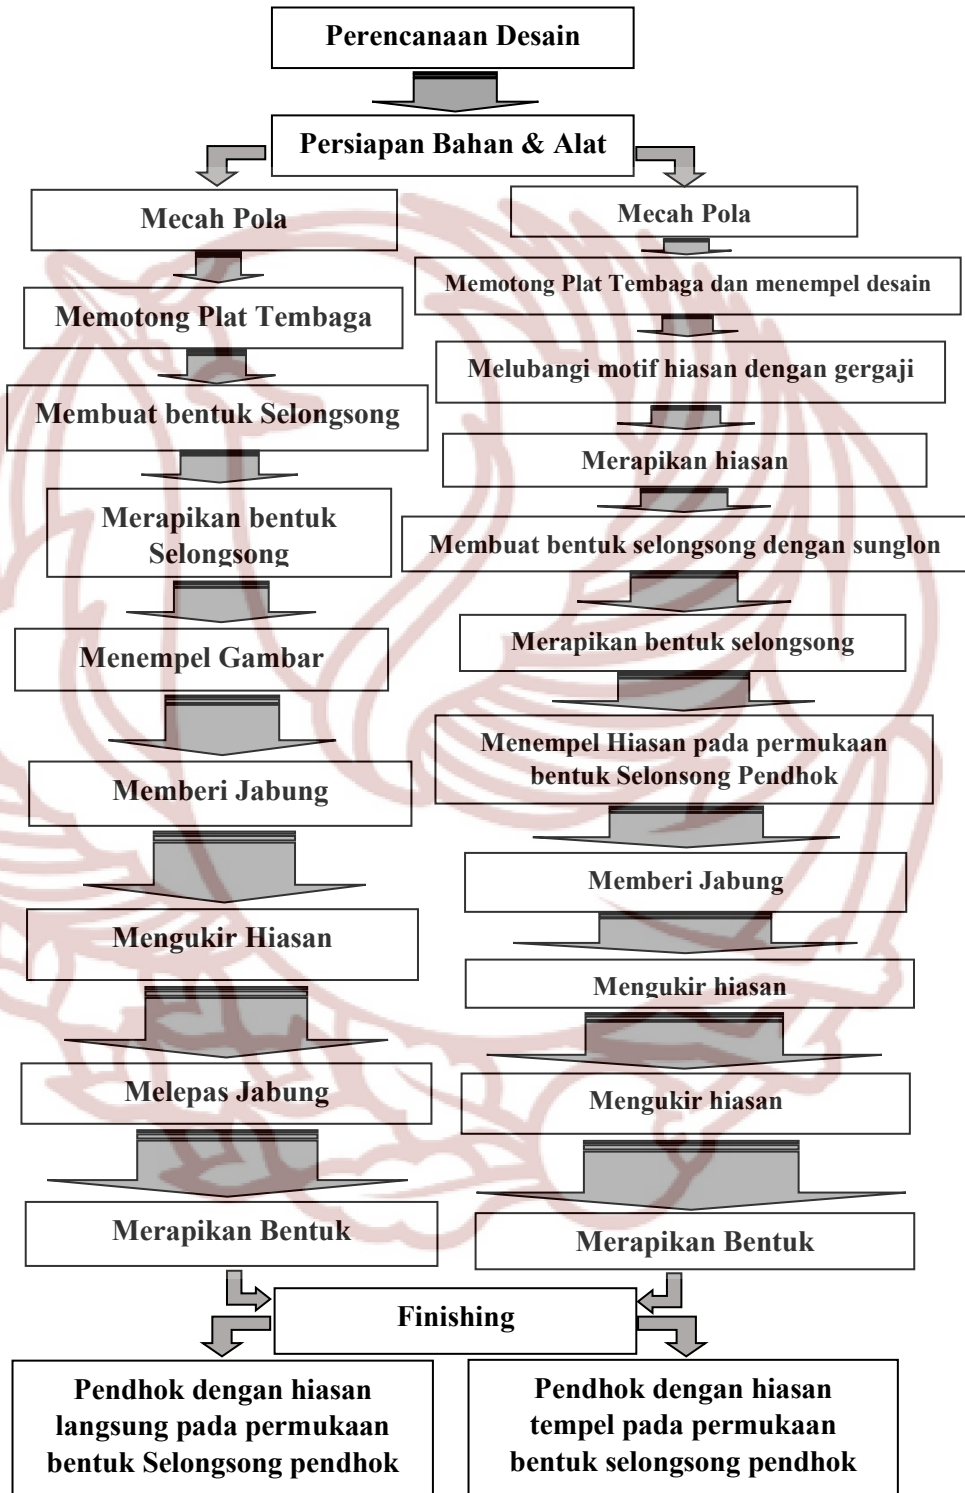 Perencanaan Desain
Persiapan Bahan & Alat
Mecah Pola
Memotong Plat Tembaga
Membuat bentuk Selongsong
Merapikan bentuk
Selongsong
Menempel Gambar
Memberi Jabung
Mengukir Hiasan
Melepas Jabung
Merapikan Bentuk
Mecah Pola
Memotong Plat Tembaga dan menempel desain
Melubangi motif hiasan dengan gergaji
Merapikan hiasan
Membuat bentuk selongsong dengan sunglon
Merapikan bentuk selongsong
Menempel Hiasan pada permukaan
bentuk Selonsong Pendhok
Memberi Jabung
Mengukir hiasan
Mengukir hiasan
Merapikan Bentuk
Finishing
Pendhok dengan hiasan
langsung pada permukaan
bentuk Selongsong pendhok
Pendhok dengan hiasan
tempel pada permukaan
bentuk selongsong pendhok